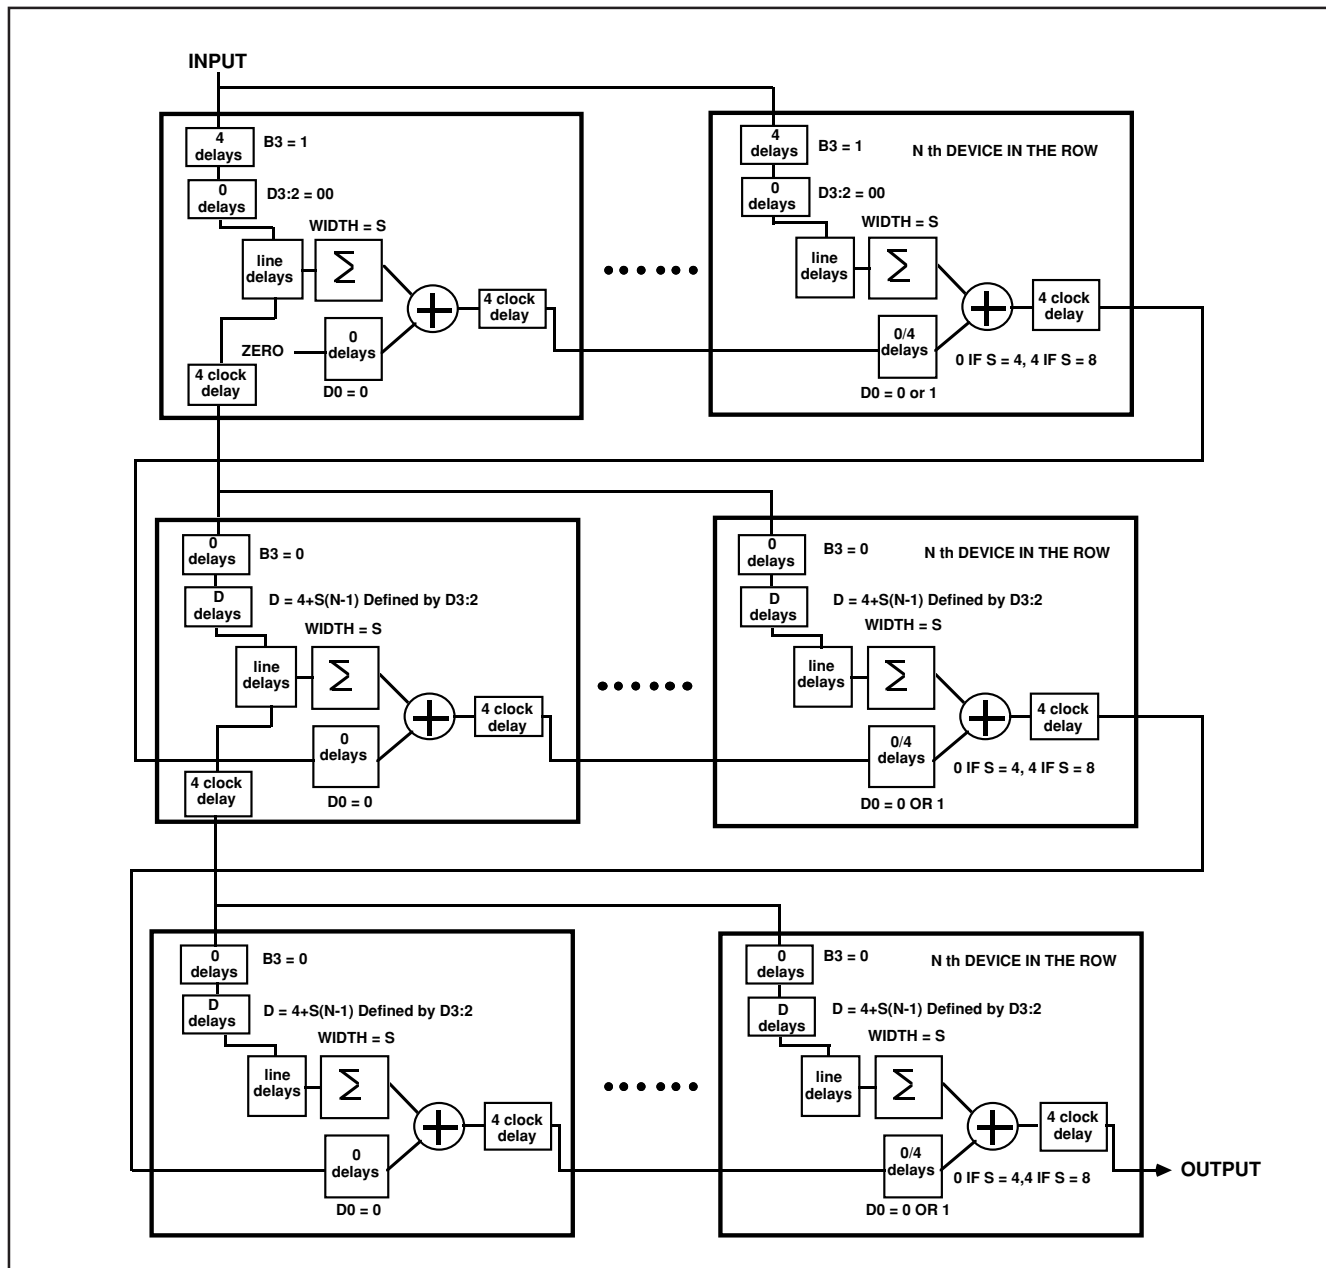 INPUT
4
delays
B3 = 1
0
delays
D3:2 = 00
WIDTH = S
line
delays
Σ
4 clock
delay
ZERO
0
delays
D0 = 0
4 clock
delay
4
delays
B3 = 1
N th DEVICE IN THE ROW
0
delays
D3:2 = 00
WIDTH = S
line
delays
Σ
4 clock
delay
0/4
delays
0 IF S = 4, 4 IF S = 8
D0 = 0 or 1
0
delays
B3 = 0
D
delays
D = 4+S(N-1) Defined by D3:2
WIDTH = S
line
delays
Σ
4 clock
delay
0
delays
4 clock
delay
D0 = 0
0
delays
B3 = 0
N th DEVICE IN THE ROW
D
delays
D = 4+S(N-1) Defined by D3:2
WIDTH = S
line
delays
Σ
4 clock
delay
0/4
delays
0 IF S = 4, 4 IF S = 8
D0 = 0 OR 1
0
delays
B3 = 0
D
delays
D = 4+S(N-1) Defined by D3:2
WIDTH = S
line
delays
Σ
4 clock
delay
0
delays
D0 = 0
0
delays
B3 = 0
N th DEVICE IN THE ROW
D
delays
D = 4+S(N-1) Defined by D3:2
WIDTH = S
line
delays
Σ
4 clock
delay
0/4
delays
0 IF S = 4,4 IF S = 8
D0 = 0 OR 1
OUTPUT